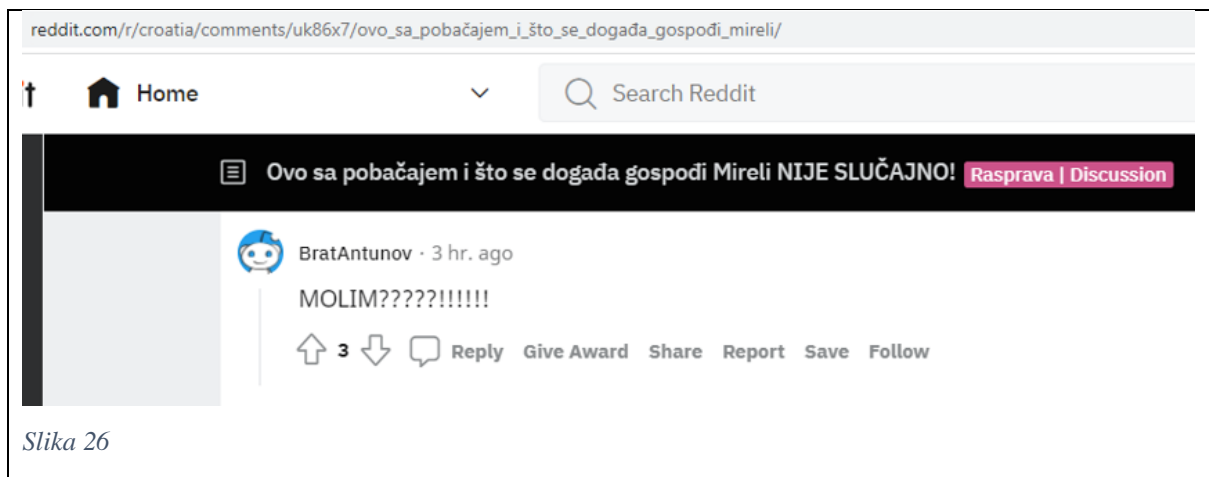 reddit.com/r/croatia/comments/uk86x7/ovo_sa_pobačajem_i_što_se_događa_gospođi_mireli/
it Home Search Reddit
Ovo sa pobačajem i što se događa gospođi Mireli NIJE SLUČAJNO! Rasprava | Discussion
BratAntunov · 3 hr. ago
MOLIM?????!!!!!!
3 Reply Give Award Share Report Save Follow
Slika 26